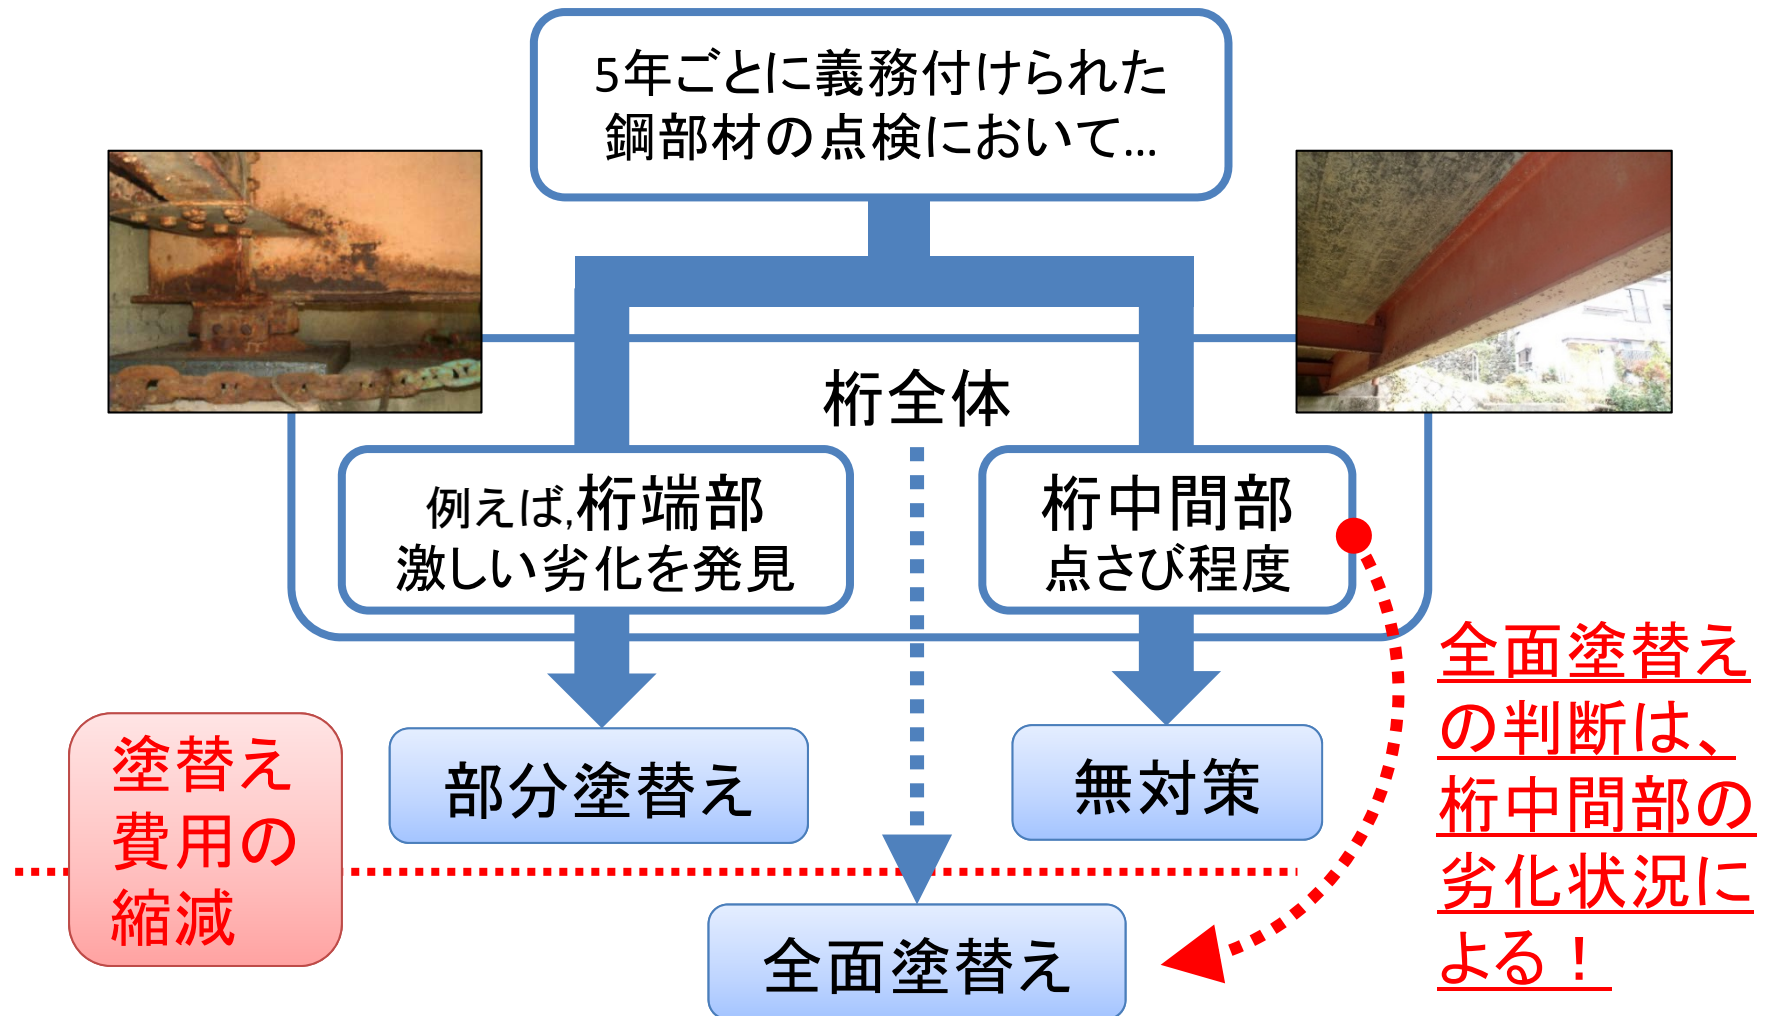 5年ごとに義務付けられた
鋼部材の点検において…
桁全体
例えば,桁端部
激しい劣化を発見
桁中間部
点さび程度
部分塗替え
無対策
全面塗替え
塗替え
費用の
縮減
全面塗替え
の判断は、
桁中間部の
劣化状況に
よる！